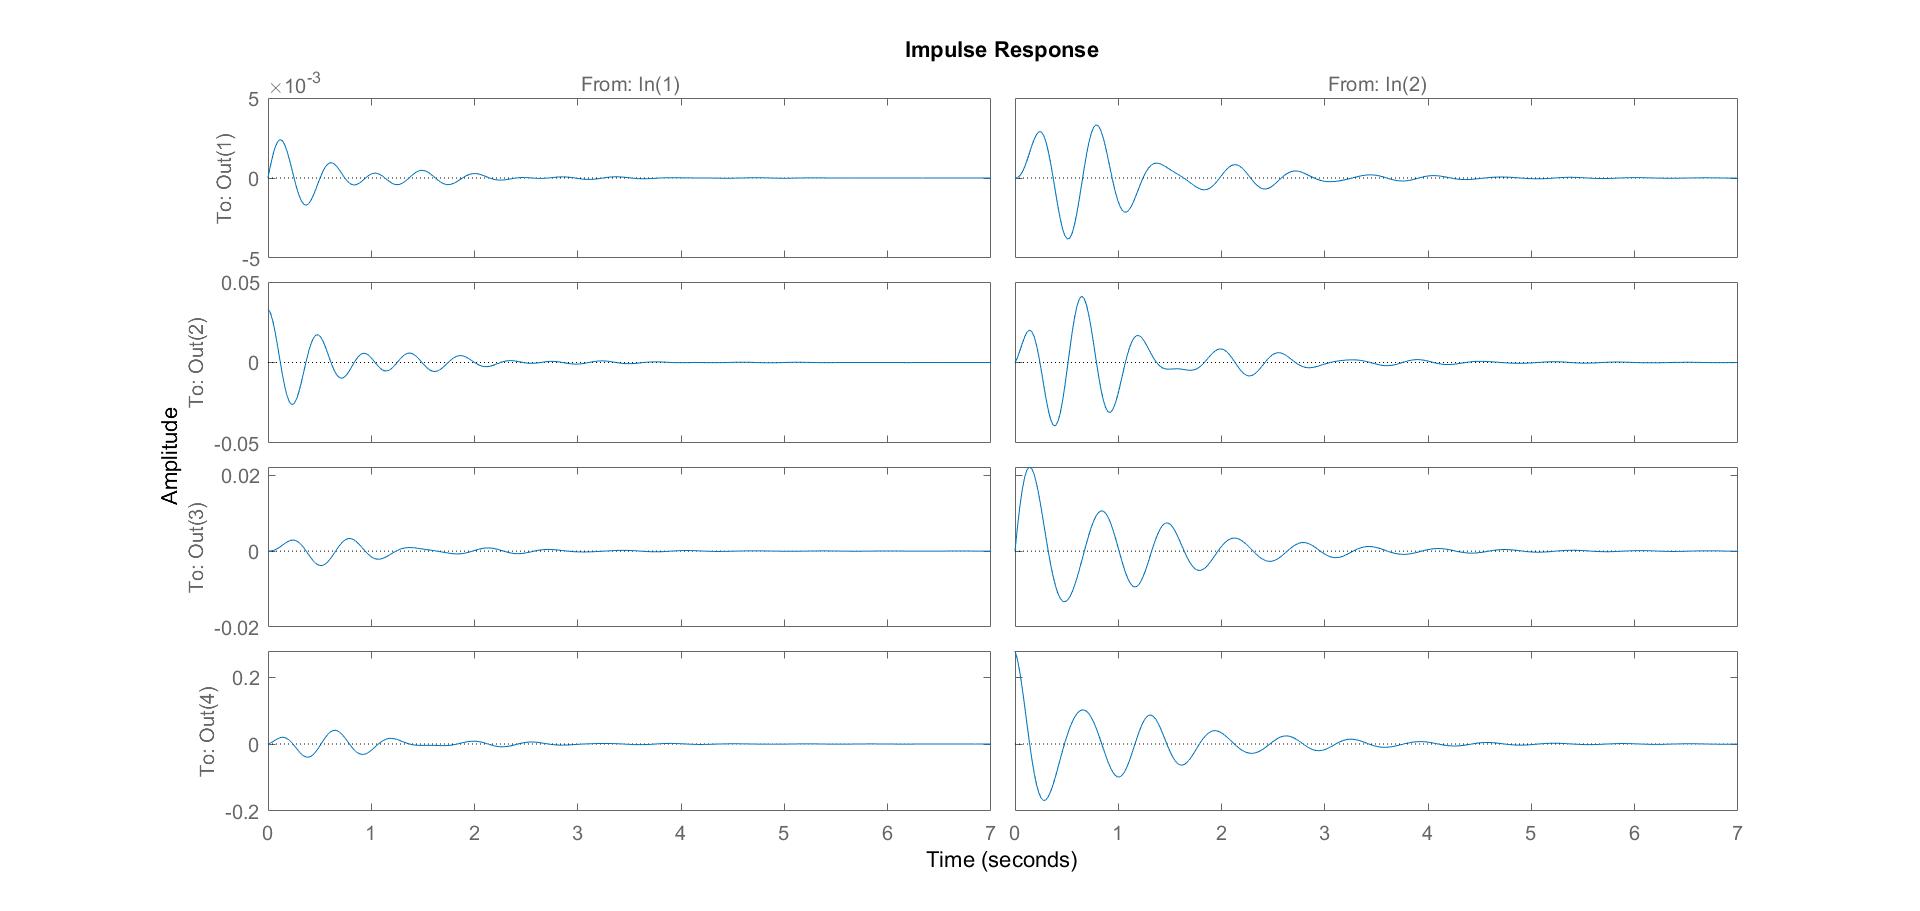 Impulse Response
From: In(1)
From: In(2)
×10-3
5
0
-5
To: Out(1)
0.05
0
-0.05
To: Out(2)
0.02
0
-0.02
To: Out(3)
0.2
0
-0.2
To: Out(4)
Amplitude
0 1 2 3 4 5 6 7
0 1 2 3 4 5 6 7
Time (seconds)